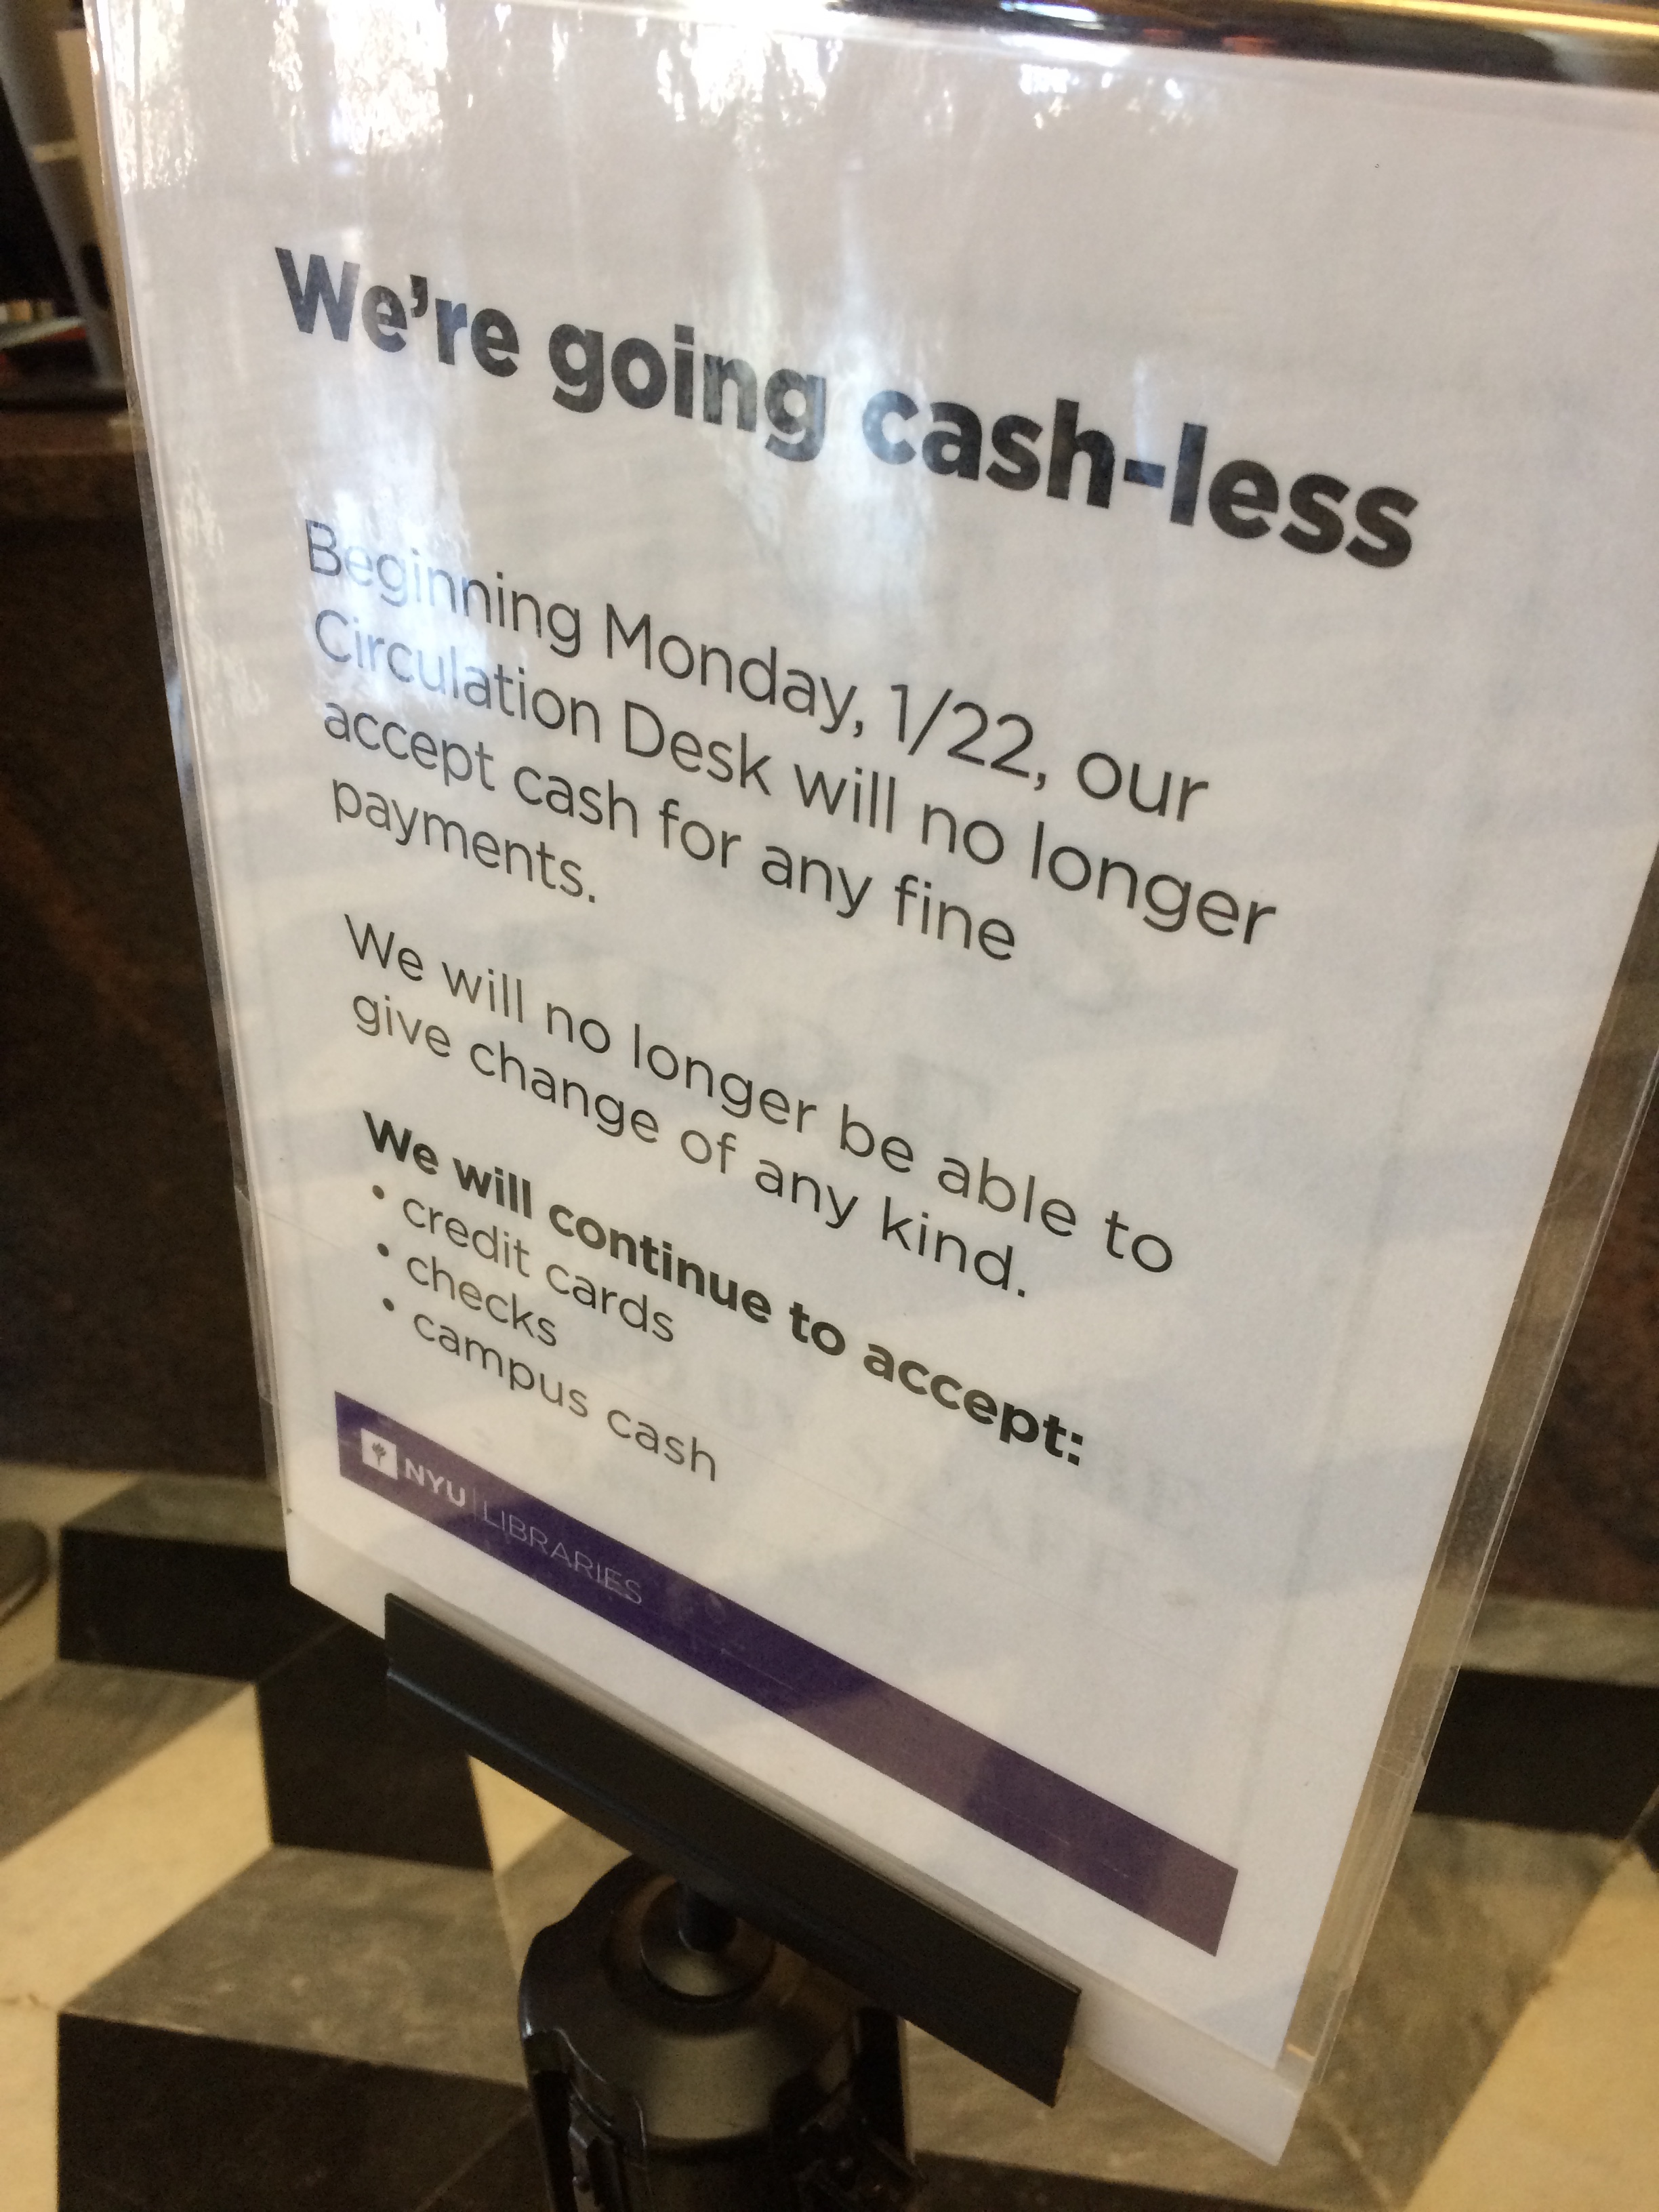 We're going cash-less
Beginning Monday, 1/22, our
Circulation Desk will no longer
accept cash for any fine
payments.
We will no longer be able to
give change of any kind.
We will continue to accept:
• credit cards
• checks
• campus cash
NYU | LIBRARIES